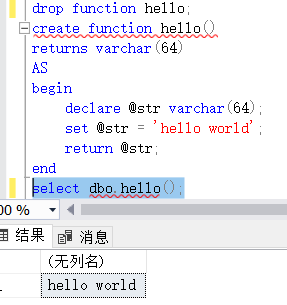 drop function hello;
create function hello()
returns varchar(64)
AS
begin
    declare @str varchar(64);
    set @str = 'hello world';
    return @str;
end
select dbo.hello();
00 %
结果 消息
(无列名)
hello world